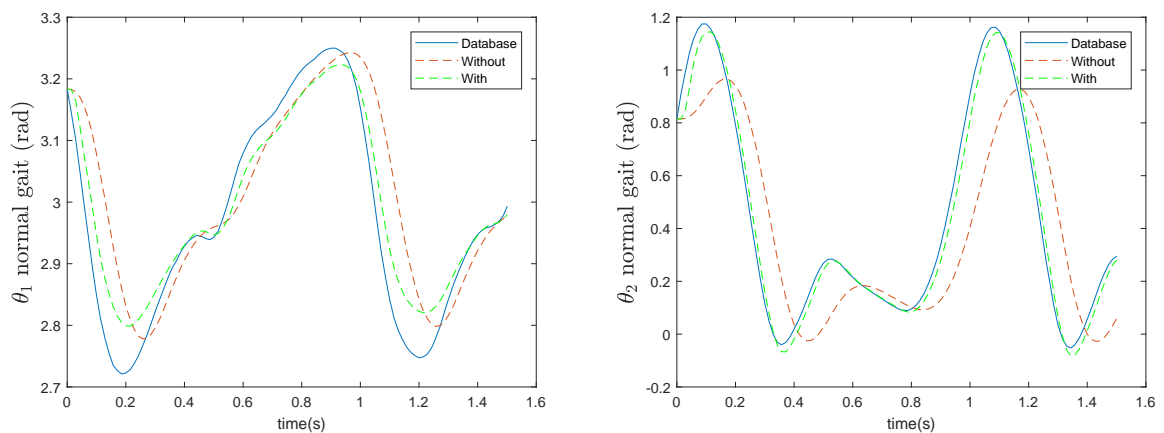 3.3
3.2
3.1
3
2.9
2.8
2.7
θ1 normal gait (rad)
0 0.2 0.4 0.6 0.8 1 1.2 1.4 1.6
time(s)
Database
Without
With
1.2
1
0.8
0.6
0.4
0.2
0
-0.2
θ2 normal gait (rad)
0 0.2 0.4 0.6 0.8 1 1.2 1.4 1.6
time(s)
Database
Without
With